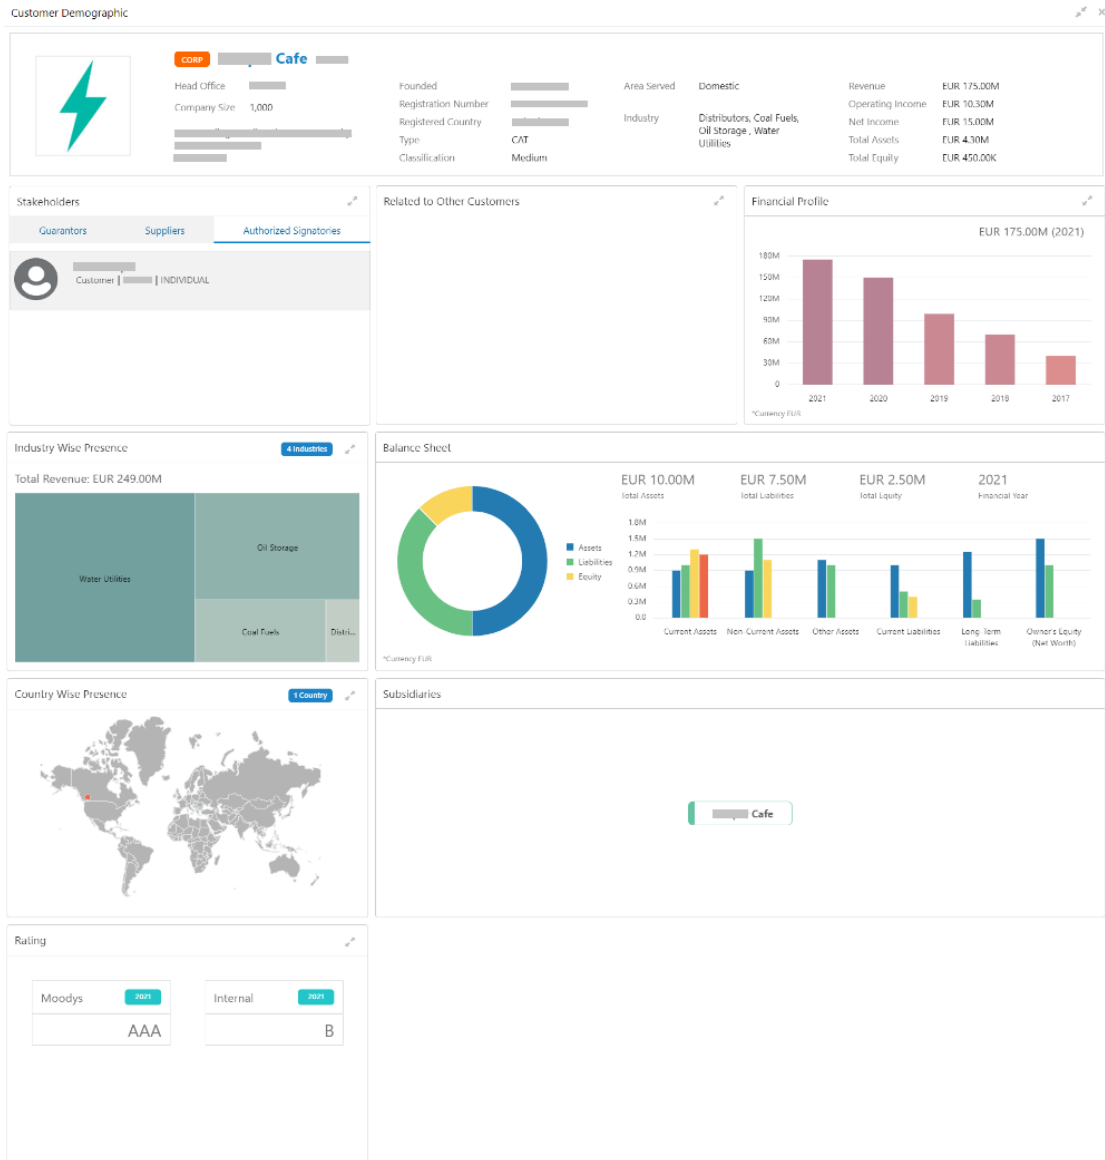 Customer Demographic
CORP Cafe
Head Office
Company Size 1,000
Founded
Registration Number
Registered Country
Type CAT
Classification Medium
Area Served Domestic
Industry Distributors, Coal Fuels,
Oil Storage , Water
Utilities
Revenue EUR 175.00M
Operating Income EUR 10.30M
Net Income EUR 15.00M
Total Assets EUR 4.30M
Total Equity EUR 450.00K
Stakeholders
Guarantors Suppliers Authorized Signatories
Customer | | INDIVIDUAL
Related to Other Customers
Financial Profile
EUR 175.00M (2021)
180M
150M
120M
90M
60M
30M
0
2021 2020 2019 2018 2017
*Currency EUR
Industry Wise Presence 4 Industries
Total Revenue: EUR 249.00M
Water Utilities
Oil Storage
Coal Fuels
Distri...
Balance Sheet
Assets
Liabilities
Equity
*Currency EUR
EUR 10.00M EUR 7.50M EUR 2.50M 2021
Total Assets Total Liabilities Total Equity Financial Year
1.8M
1.5M
1.2M
0.9M
0.6M
0.3M
0.0
Current Assets Non-Current Assets Other Assets Current Liabilities Long Term Owner's Equity
Liabilities (Net Worth)
Country Wise Presence 1 Country
Subsidiaries
Cafe
Rating
Moodys 2021
AAA
Internal 2021
B